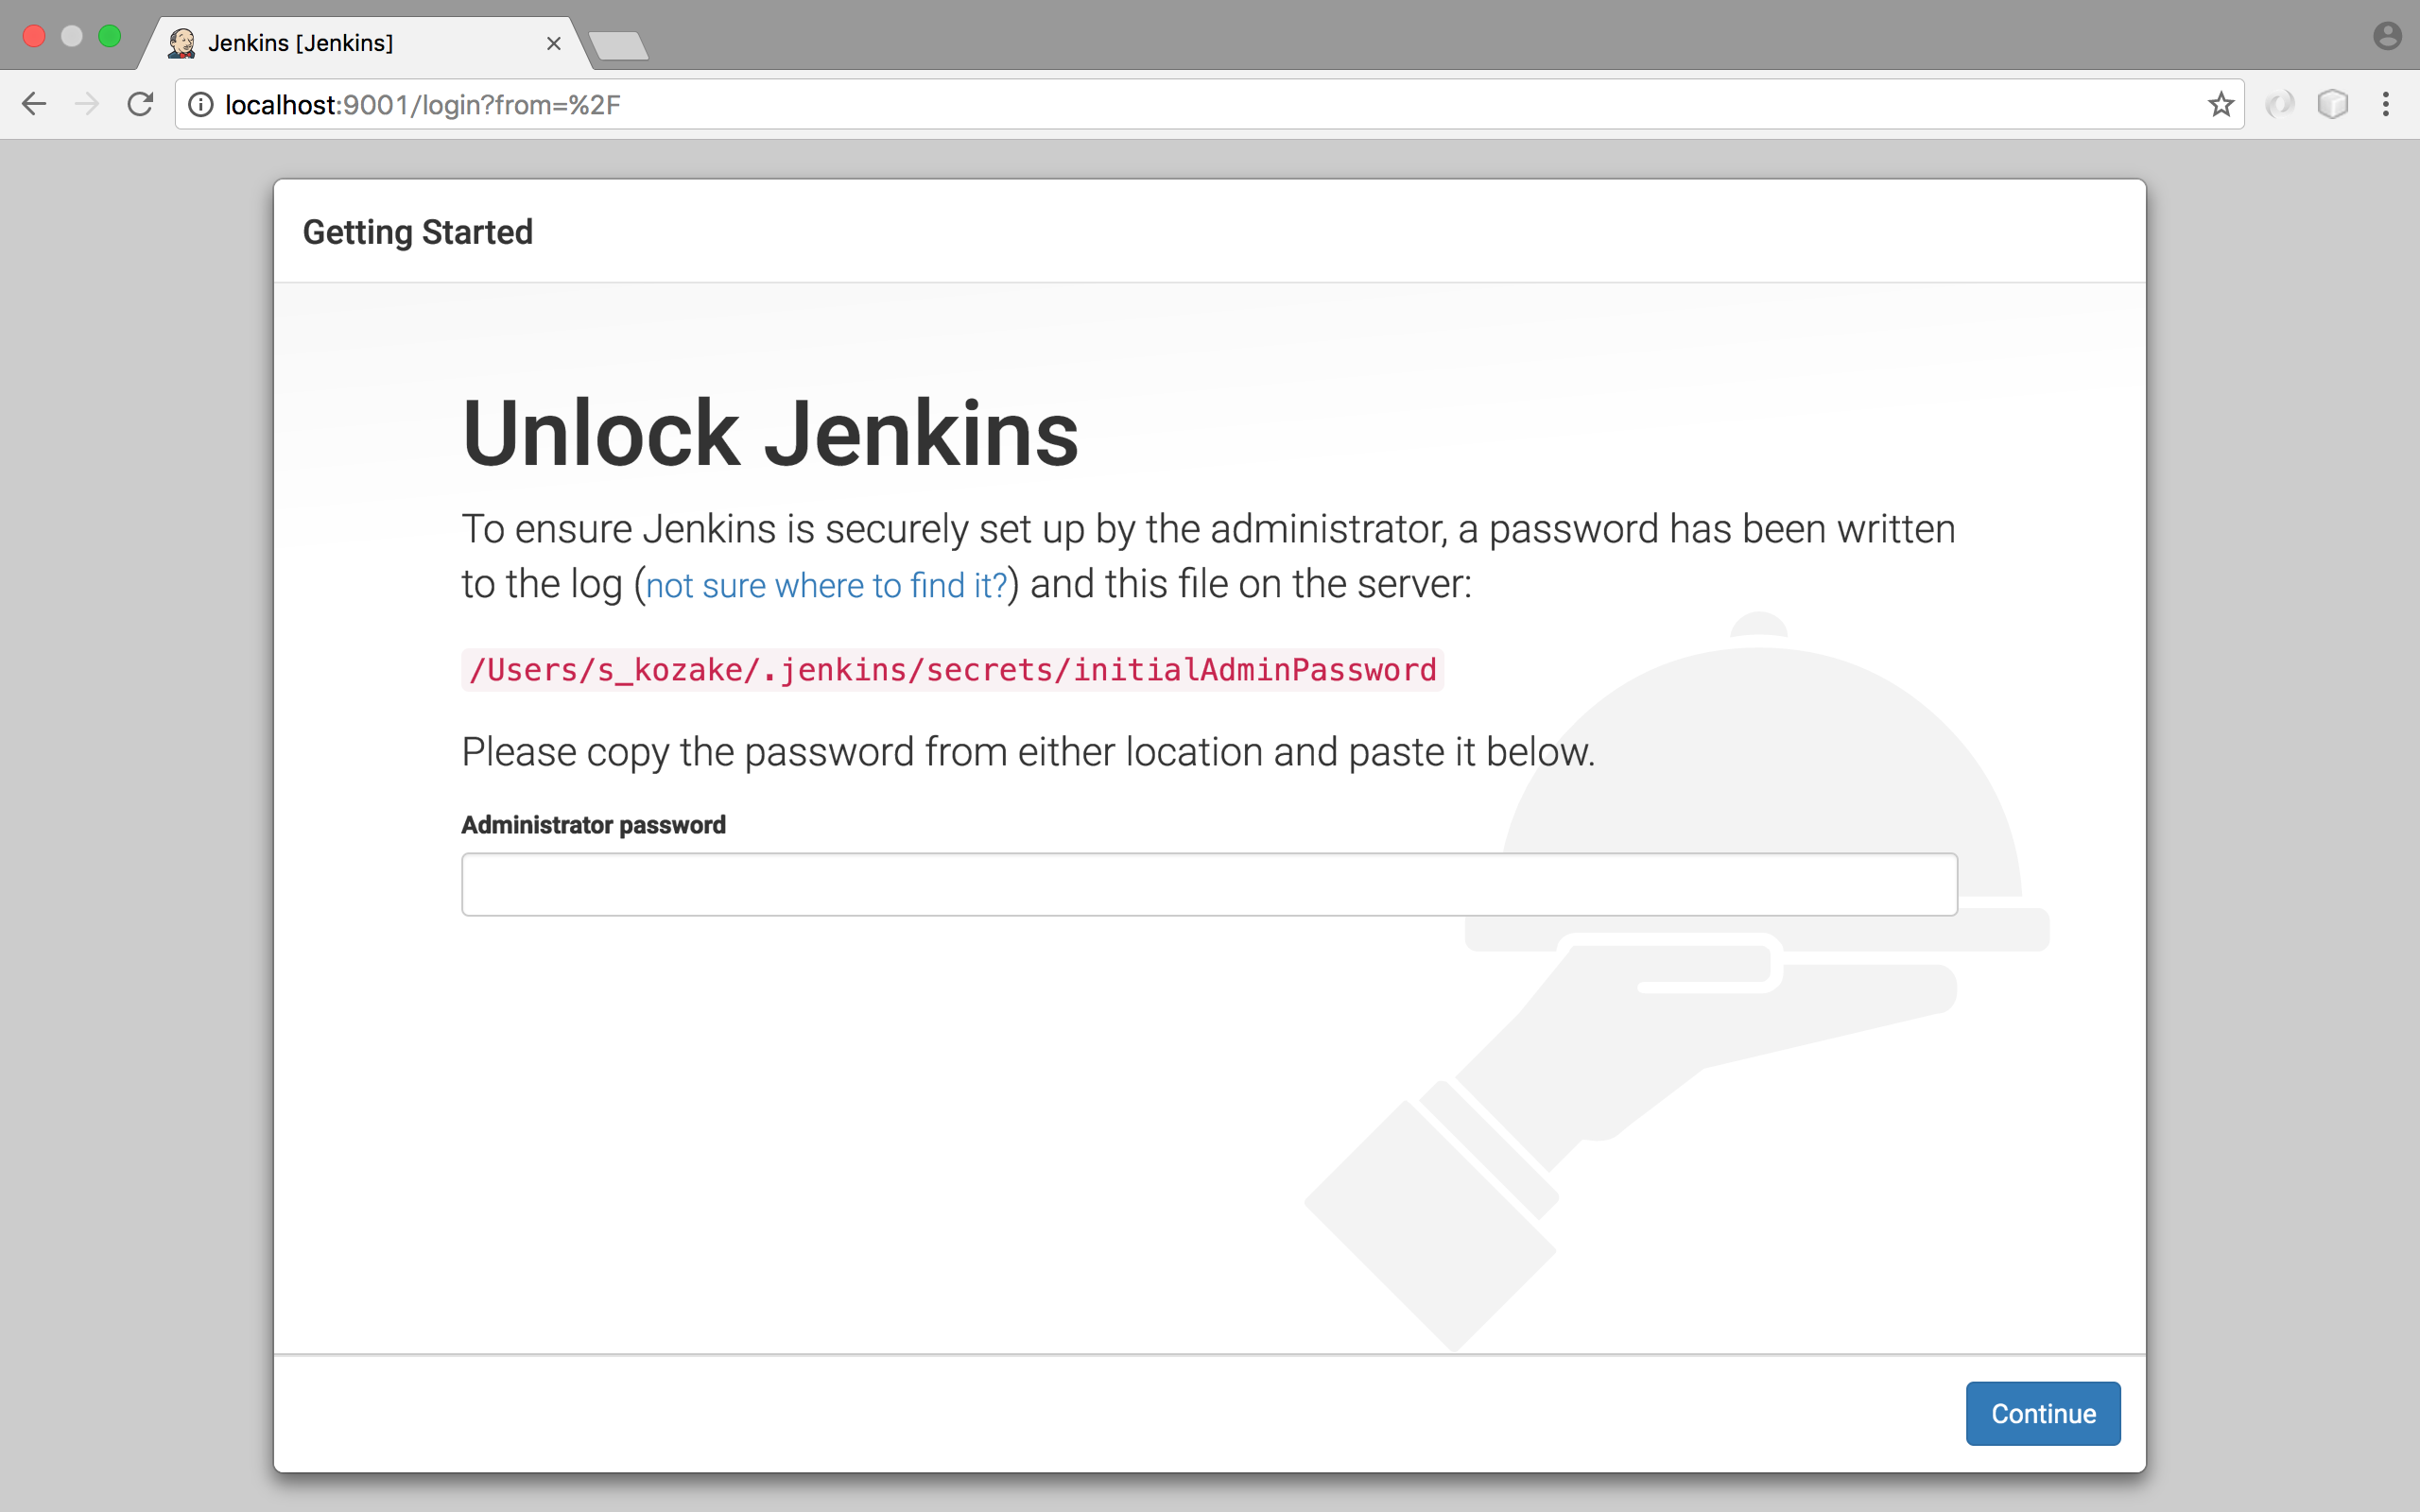 Jenkins [Jenkins]
localhost:9001/login?from=%2F
Getting Started
Unlock Jenkins
To ensure Jenkins is securely set up by the administrator, a password has been written
to the log (not sure where to find it?) and this file on the server:
/Users/s_kozake/.jenkins/secrets/initialAdminPassword
Please copy the password from either location and paste it below.
Administrator password
Continue